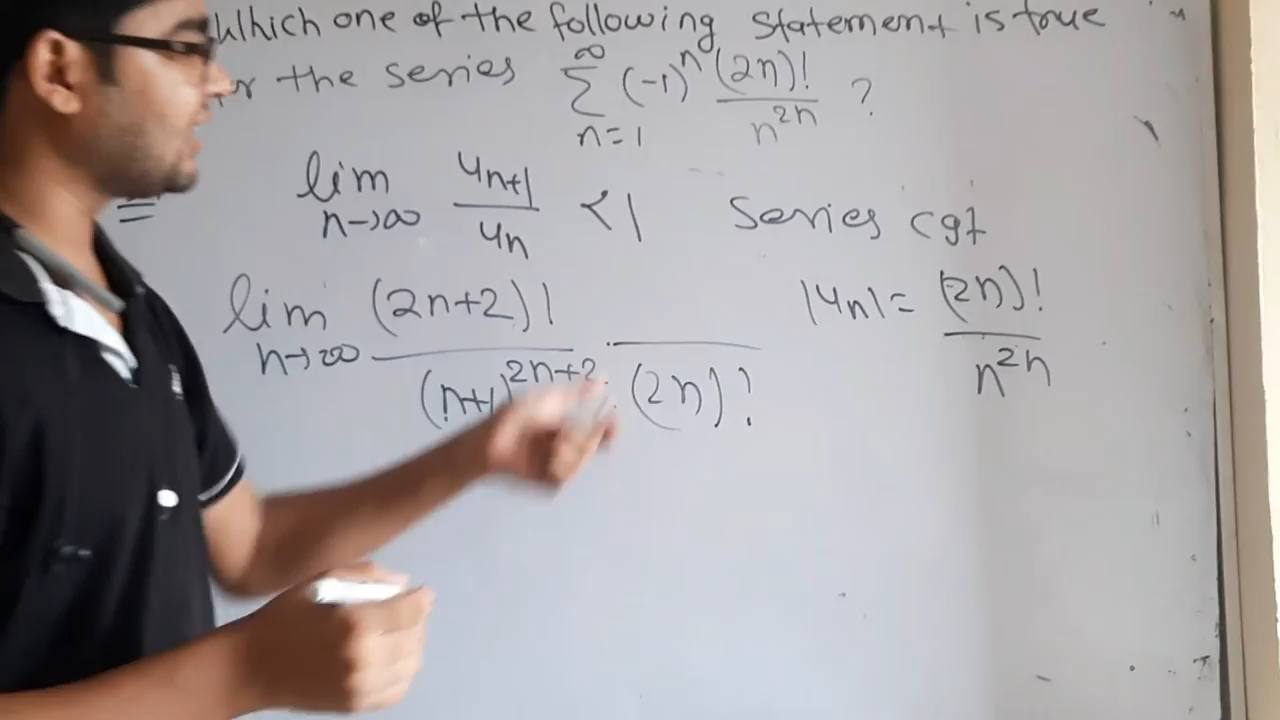 Which one of the following statement is true
the series ∑_{n=1}^{∞} (-1)^n (2n)!/n^{2n} ?
= lim_{n→∞} u_{n+1}/u_n < 1 Series cgt
lim_{n→∞} (2n+2)!/(n+1)^{2n+2} · /(2n)! |u_n| = (2n)!/n^{2n}